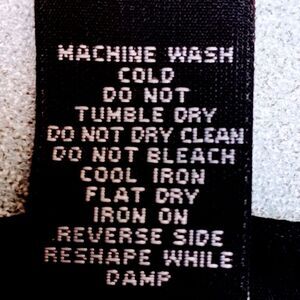 MACHINE WASH
COLD
DO NOT
TUMBLE DRY
DO NOT DRY CLEAN
DO NOT BLEACH
COOL IRON
FLAT DRY
IRON ON
REVERSE SIDE
RESHAPE WHILE
DAMP